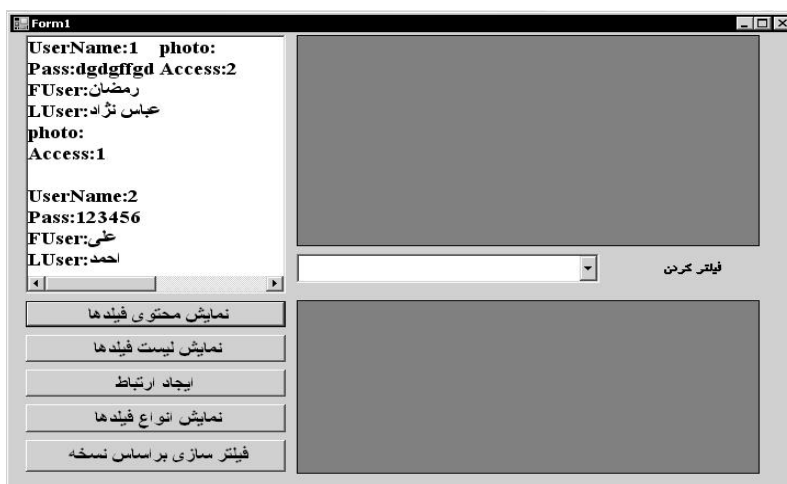 Form1
UserName:1 photo:
Pass:dgdgffgd Access:2
FUser:رمضان
LUser:عباس نژاد
photo:
Access:1
UserName:2
Pass:123456
FUser:علی
LUser:احمد
فیلتر کردن
نمایش محتوی فیلدها
نمایش لیست فیلدها
ایجاد ارتباط
نمایش انواع فیلدها
فیلتر سازی براساس نسخه